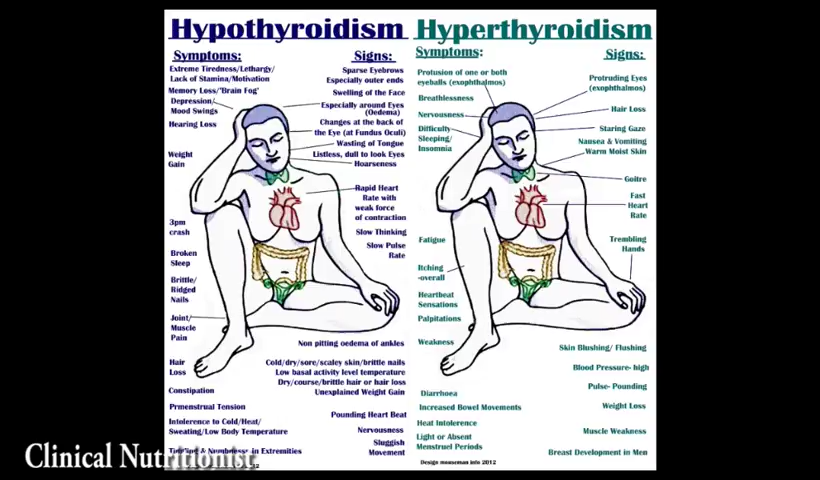 Hypothyroidism
Symptoms:
Signs:
Extreme Tiredness/Lethargy/
Lack of Stamina/Motivation
Memory Loss/'Brain Fog'
Depression/
Mood Swings
Hearing Loss
Weight
Gain
3pm
crash
Broken
Sleep
Brittle/
Ridged
Nails
Joint/
Muscle
Pain
Hair
Loss
Constipation
Prmenstrual Tension
Intolerence to Cold/Heat/
Sweating/Low Body Temperature
Tingling & Numbness in Extremities
Sparse Eyebrows
Especially outer ends
Swelling of the Face
Especially around Eyes
(Oedema)
Changes at the back of
the Eye (at Fundus Oculi)
Wasting of Tongue
Listless, dull to look Eyes
Hoarseness
Rapid Heart
Rate with
weak force
of contraction
Slow Thinking
Slow Pulse
Rate
Non pitting oedema of ankles
Cold/dry/sore/scaley skin/brittle nails
Low basal activity level temperature
Dry/course/brittle hair or hair loss
Unexplained Weight Gain
Pounding Heart Beat
Nervousness
Sluggish
Movement
Hyperthyroidism
Symptoms:
Signs:
Protusion of one or both
eyeballs (exophthalmos)
Breathlessness
Nervousness
Difficulty
Sleeping/
Insomnia
Fatigue
Itching
-overall
Heartbeat
Sensations
Palpitations
Weakness
Diarrhoea
Increased Bowel Movements
Heat Intolerence
Light or Absent
Menstruel Periods
Protruding Eyes
(exophthalmos)
Hair Loss
Staring Gaze
Nausea & Vomiting
Warm Moist Skin
Goitre
Fast
Heart
Rate
Trembling
Hands
Skin Blushing/ Flushing
Blood Pressure- high
Pulse- Pounding
Weight Loss
Muscle Weakness
Breast Development in Men
Clinical Nutritionist